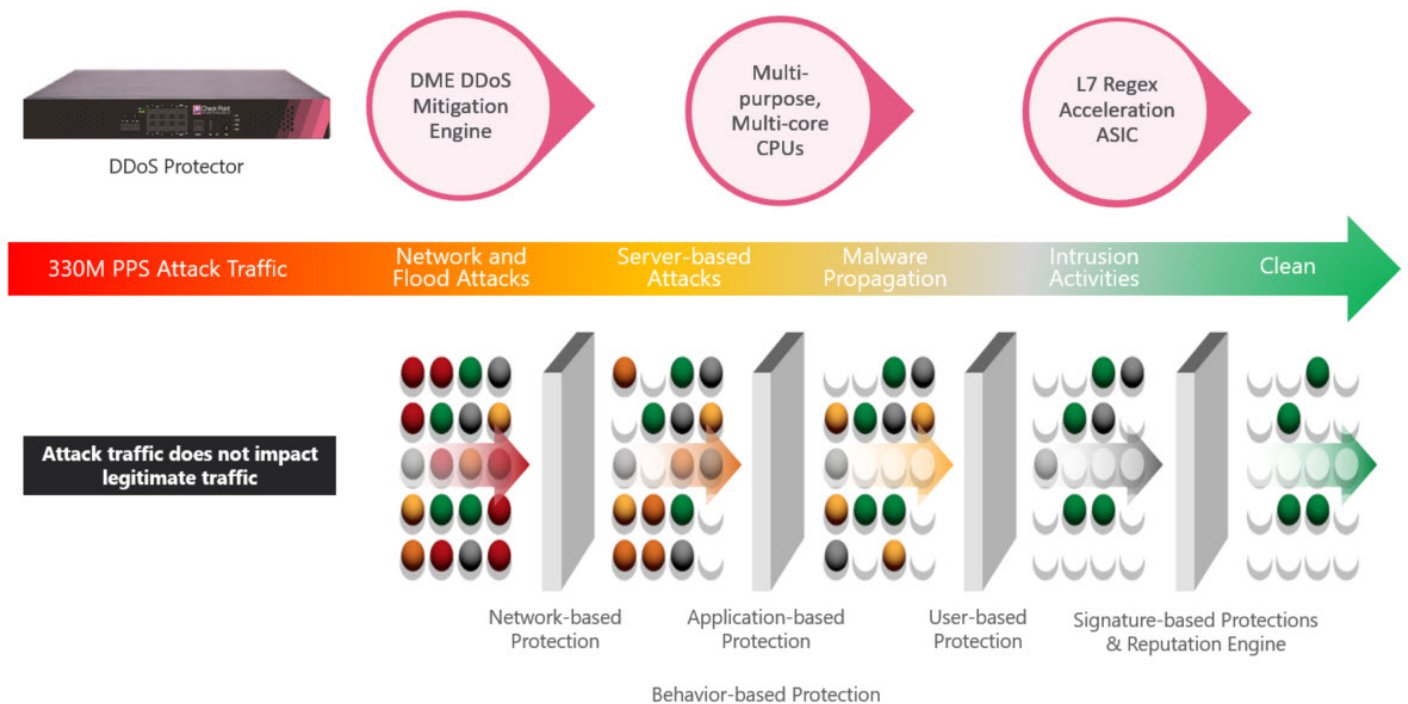 DME DDoS
Mitigation
Engine
Multi-
purpose,
Multi-core
CPUs
L7 Regex
Acceleration
ASIC
Check Point
DDoS Protector
330M PPS Attack Traffic
Network and
Flood Attacks
Server-based
Attacks
Malware
Propagation
Intrusion
Activities
Clean
Attack traffic does not impact
legitimate traffic
Network-based
Protection
Application-based
Protection
User-based
Protection
Signature-based Protections
& Reputation Engine
Behavior-based Protection